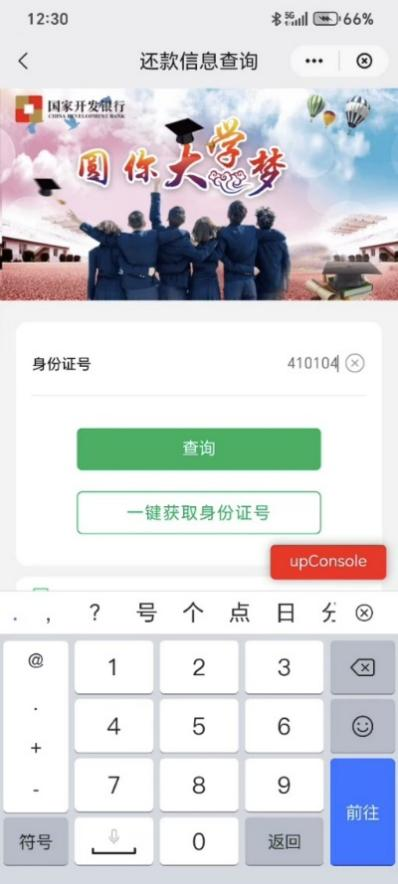 12:30
5G
66%
还款信息查询
国家开发银行
CHINA DEVELOPMENT BANK
圆你大学梦
身份证号
410104
查询
一键获取身份证号
upConsole
. , ? 号 个 点 日
@ 1 2 3
. 4 5 6
+
- 7 8 9
前往
符号 0 返回